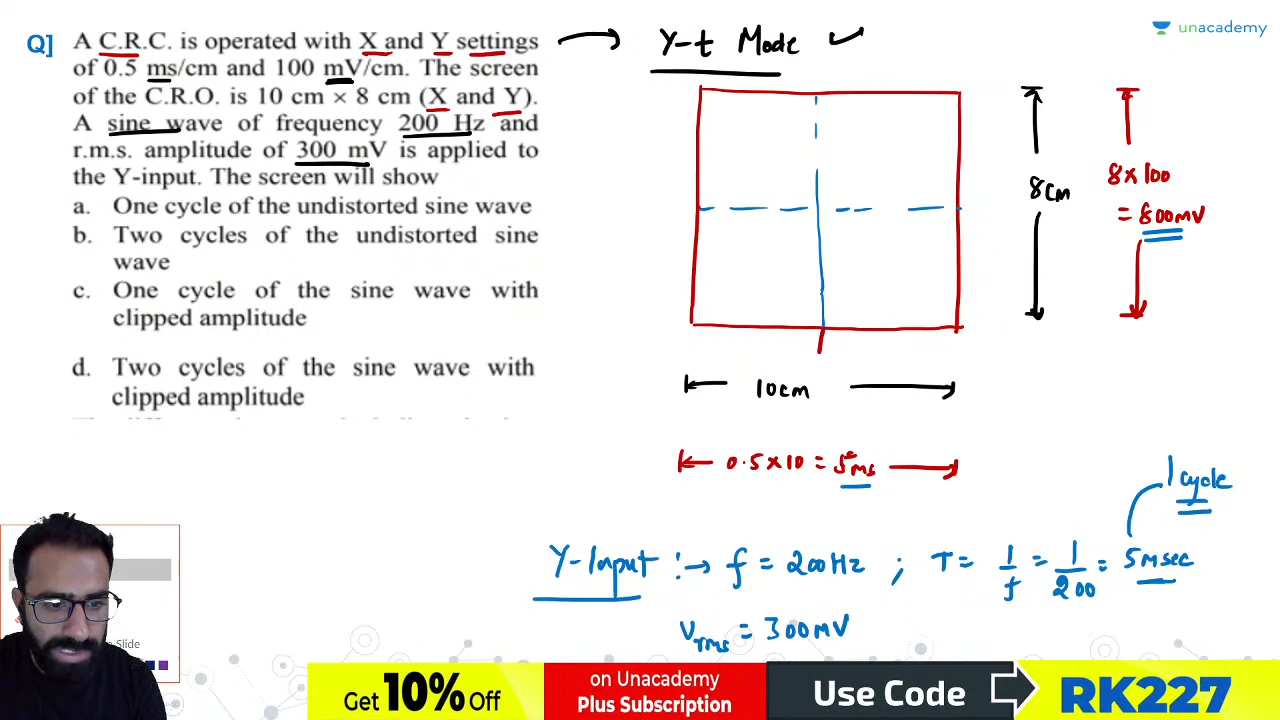 unacademy
Q] A C.R.C. is operated with X and Y settings
of 0.5 ms/cm and 100 mV/cm. The screen
of the C.R.O. is 10 cm × 8 cm (X and Y).
A sine wave of frequency 200 Hz and
r.m.s. amplitude of 300 mV is applied to
the Y-input. The screen will show
a. One cycle of the undistorted sine wave
b. Two cycles of the undistorted sine
wave
c. One cycle of the sine wave with
clipped amplitude
d. Two cycles of the sine wave with
clipped amplitude
→ Y-t Mode ✓
8cm
8×100
= 800mV
10cm
0.5×10 = 5ms
1 cycle
Y-Input :→ f = 200Hz ; T = 1/f = 1/200 = 5msec
Vrms = 300mV
Slide
Get 10% Off
on Unacademy
Plus Subscription
Use Code
RK227